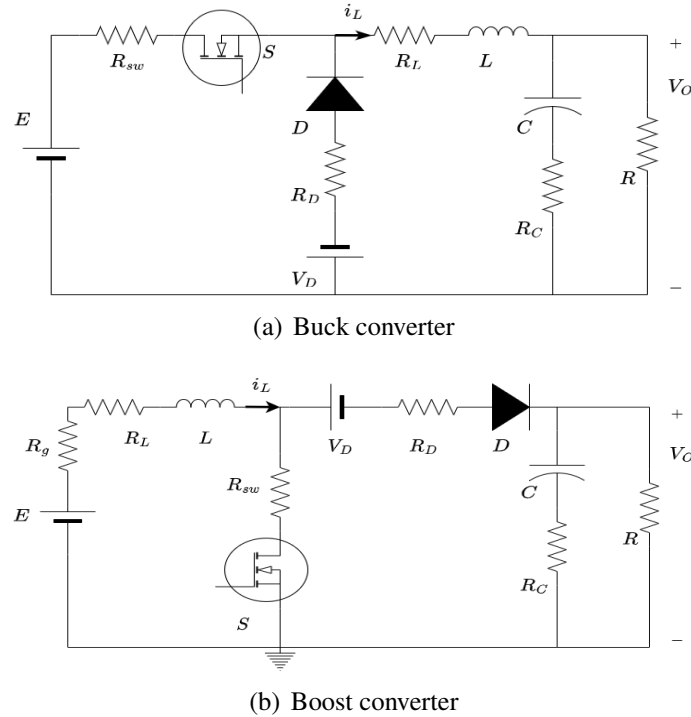 i_L
R_sw
S
R_L
L
+
E
D
C
V_O
R_D
R
R_C
V_D
−
(a) Buck converter
i_L
R_g
R_L
L
V_D
R_D
D
+
V_O
E
R_sw
C
R
R_C
S
−
(b) Boost converter